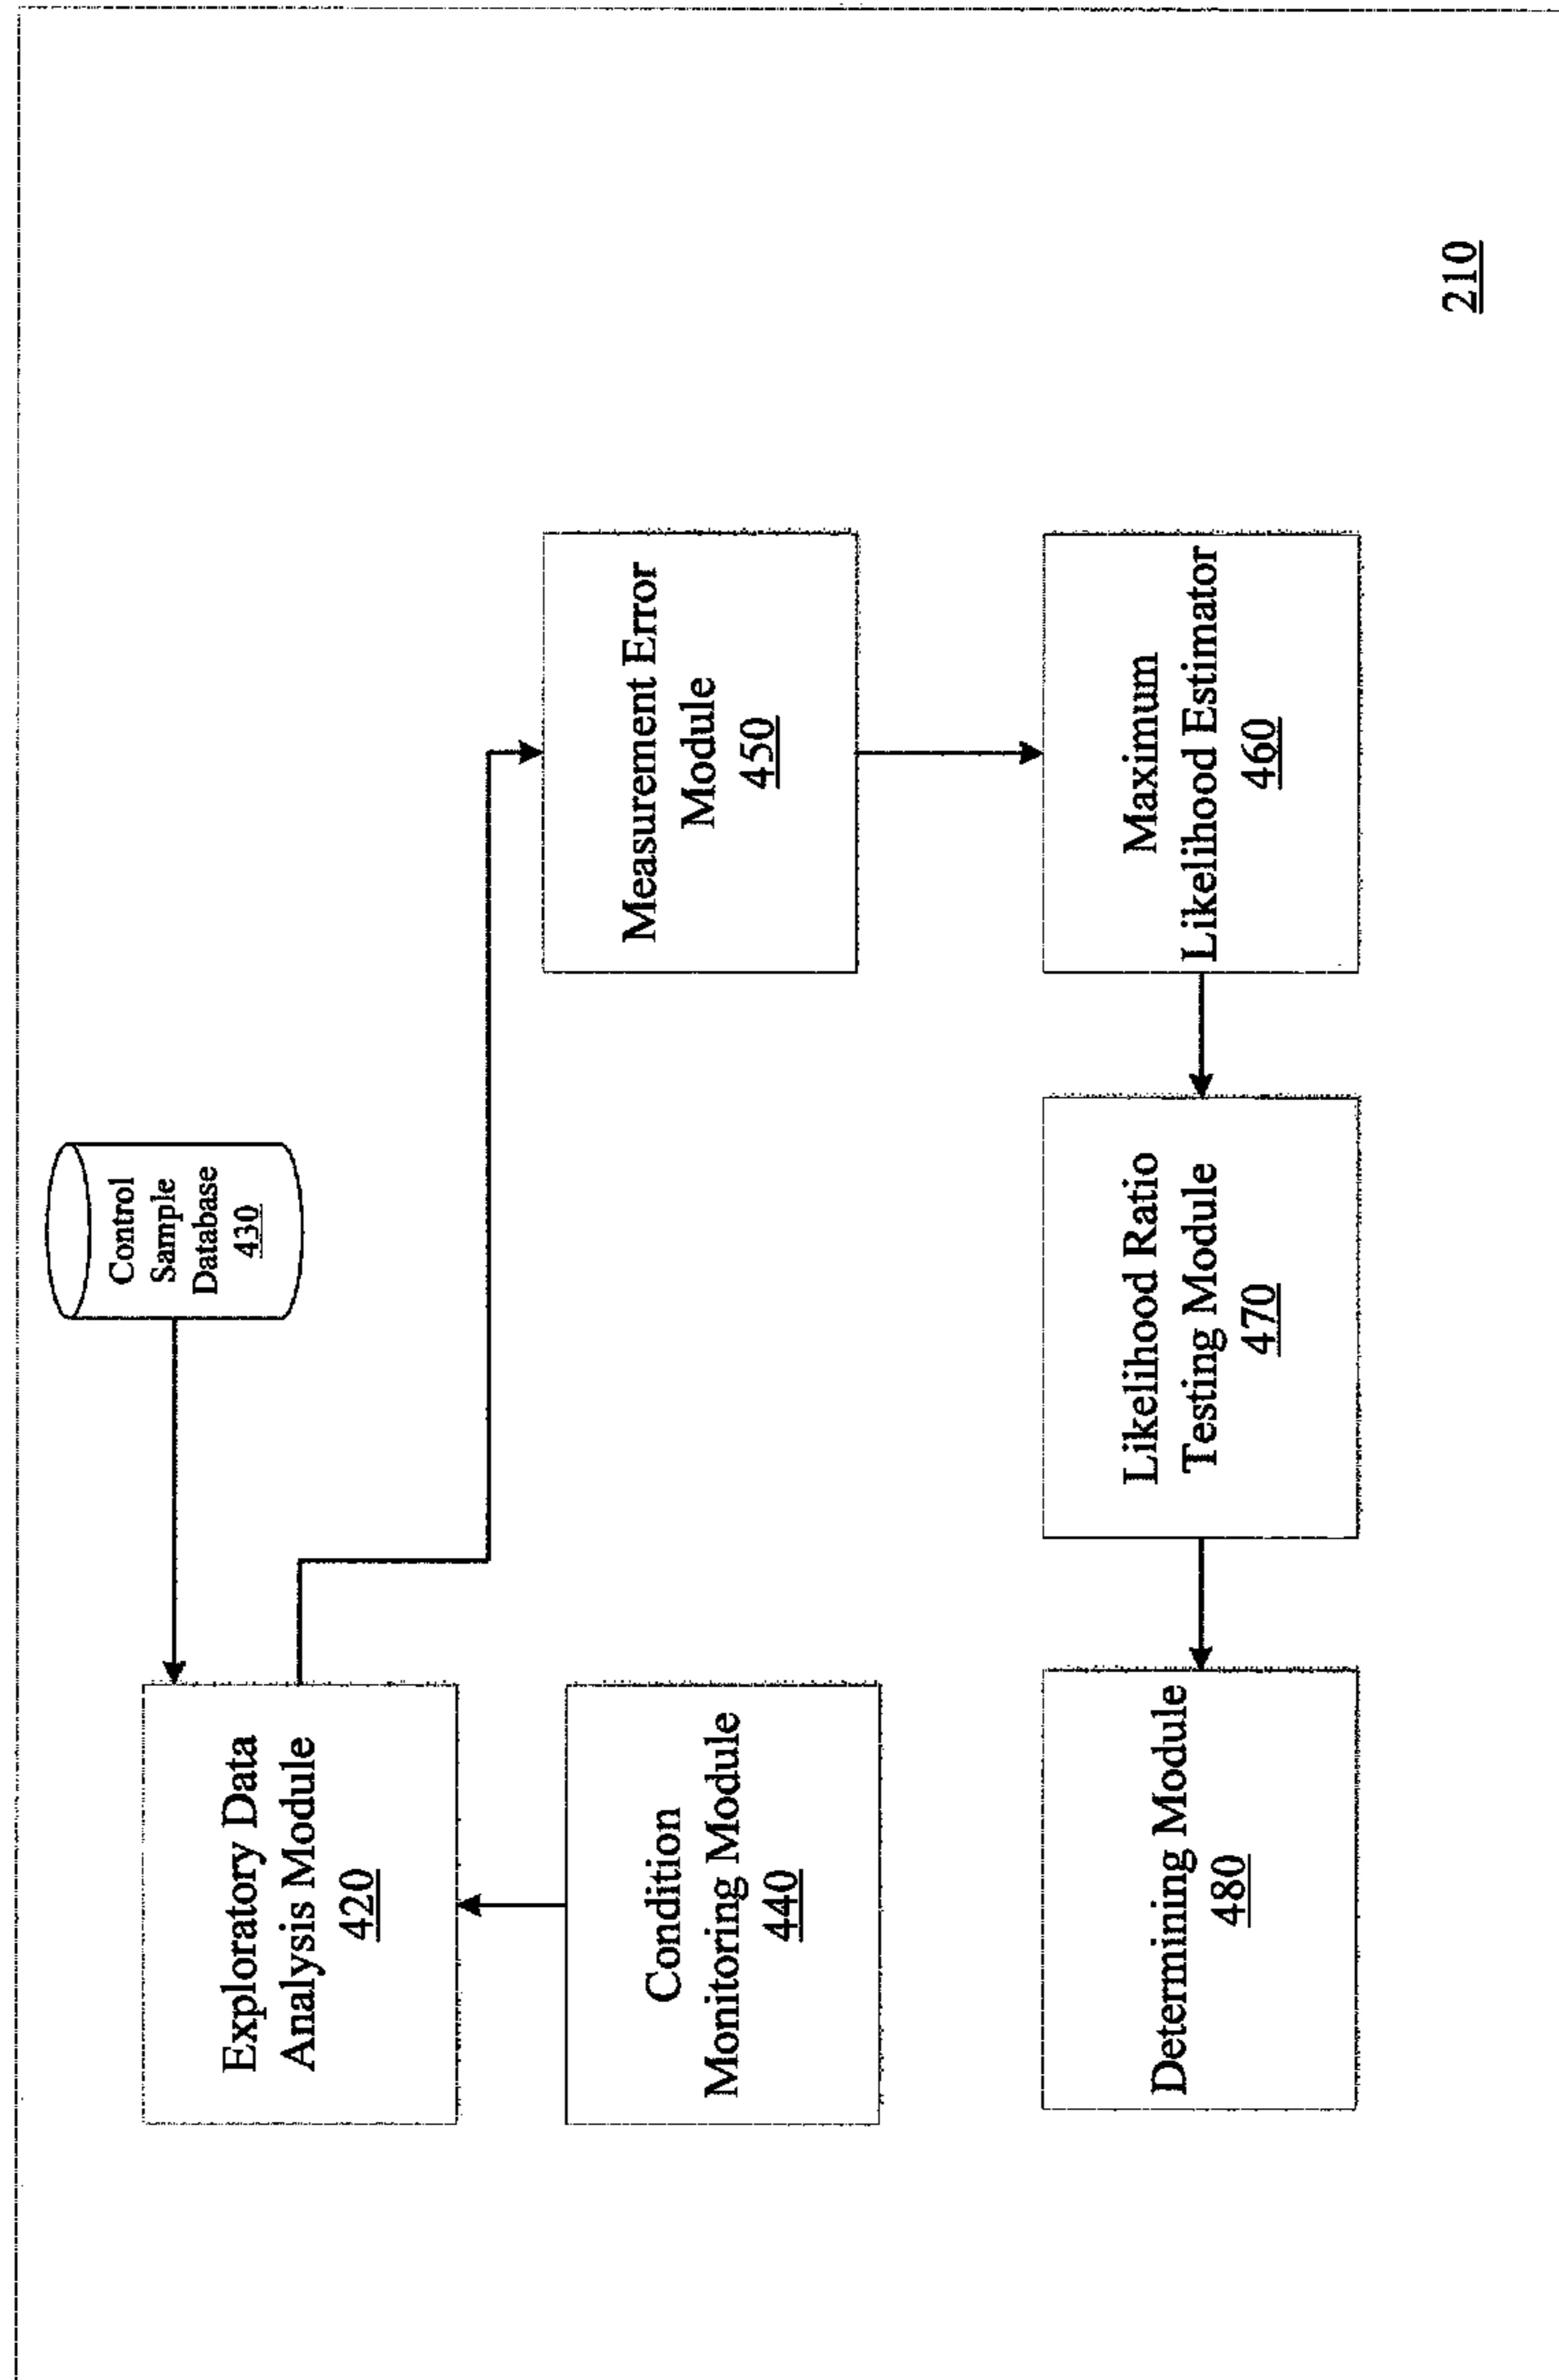 Control
Sample
Database
430
Exploratory Data
Analysis Module
420
Condition
Monitoring Module
440
Measurement Error
Module
450
Maximum
Likelihood Estimator
460
Likelihood Ratio
Testing Module
470
Determining Module
480
210